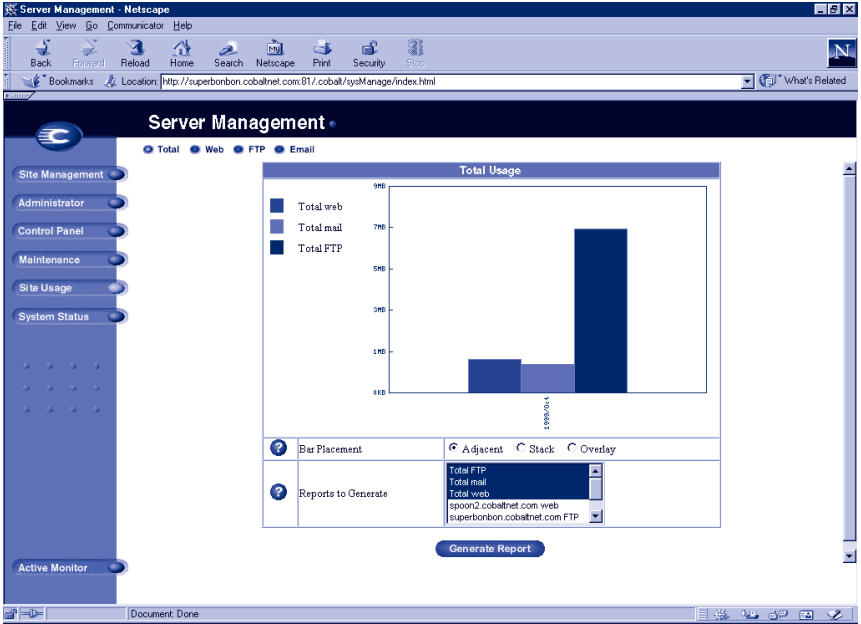 Server Management - Netscape
File Edit View Go Communicator Help
Back Forward Reload Home Search Netscape Print Security Stop
My
N
Bookmarks Location: http://superbonbon.cobaltnet.com:81/.cobalt/sysManage/index.html What's Related
Server Management
Total Web FTP Email
Site Management
Administrator
Control Panel
Maintenance
Site Usage
System Status
Active Monitor
Total Usage
Total web
Total mail
Total FTP
9MB
7MB
5MB
3MB
1MB
0KB
1999/Oct
? Bar Placement Adjacent Stack Overlay
? Reports to Generate
Total FTP
Total mail
Total web
spoon2.cobaltnet.com web
superbonbon.cobaltnet.com FTP
Generate Report
Document: Done